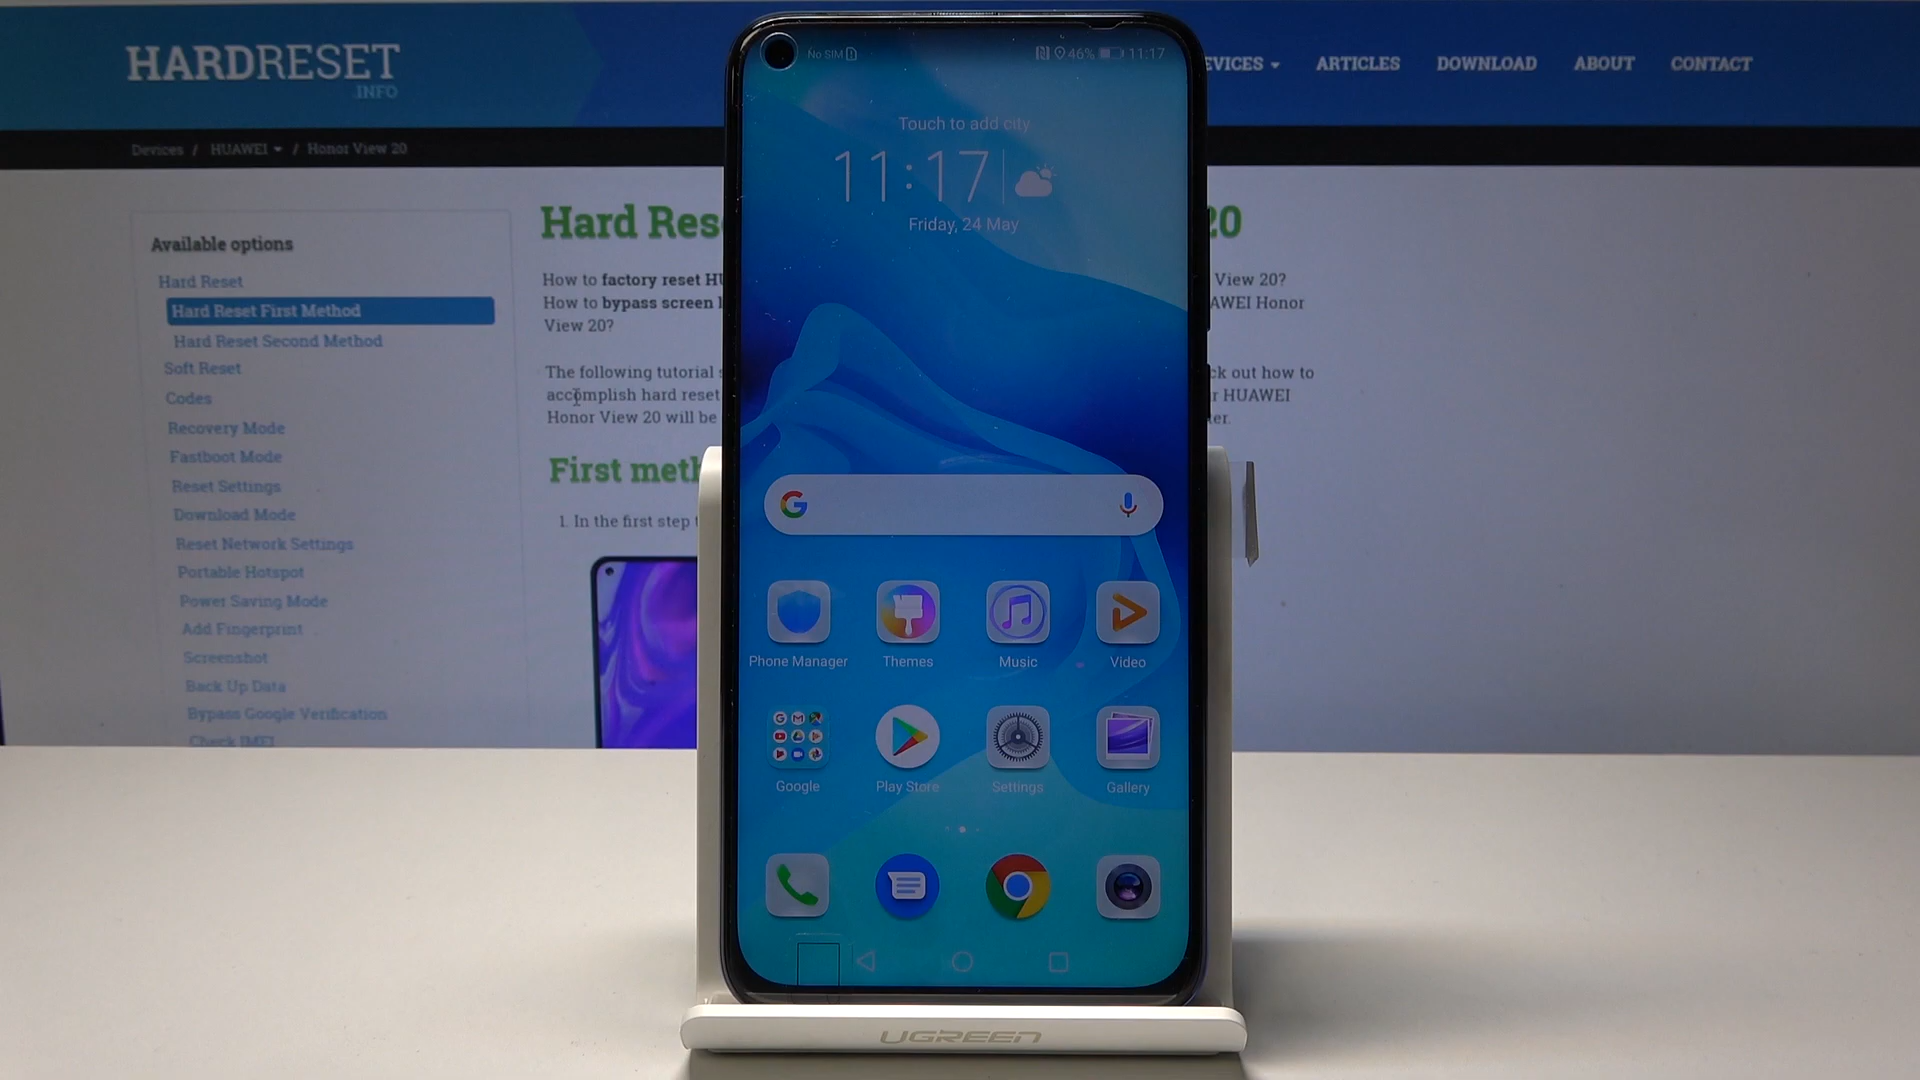 HARDRESET
.INFO
EVICES
ARTICLES
DOWNLOAD
ABOUT
CONTACT
Devices / HUAWEI / Honor View 20
Available options
Hard Reset
Hard Reset First Method
Hard Reset Second Method
Soft Reset
Codes
Recovery Mode
Fastboot Mode
Reset Settings
Download Mode
Reset Network Settings
Portable Hotspot
Power Saving Mode
Add Fingerprint
Screenshot
Back Up Data
Bypass Google Verification
Check IMEI
Hard Res 20
How to factory reset HU View 20?
How to bypass screen l AWEI Honor
View 20?
The following tutorial s ck out how to
accomplish hard reset r HUAWEI
Honor View 20 will be ter.
First meth
1. In the first step t
No SIM
46% 11:17
Touch to add city
11:17
Friday, 24 May
Phone Manager
Themes
Music
Video
Google
Play Store
Settings
Gallery
UGREEN